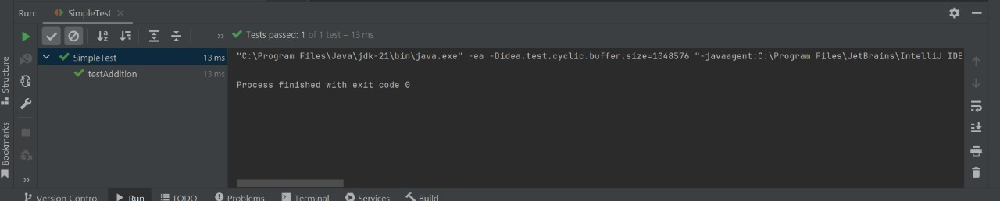 Run: SimpleTest
Tests passed: 1 of 1 test – 13 ms
SimpleTest 13 ms
testAddition 13 ms
"C:\Program Files\Java\jdk-21\bin\java.exe" -ea -Didea.test.cyclic.buffer.size=1048576 "-javaagent:C:\Program Files\JetBrains\IntelliJ IDE
Process finished with exit code 0
Structure
Bookmarks
Version Control Run TODO Problems Terminal Services Build